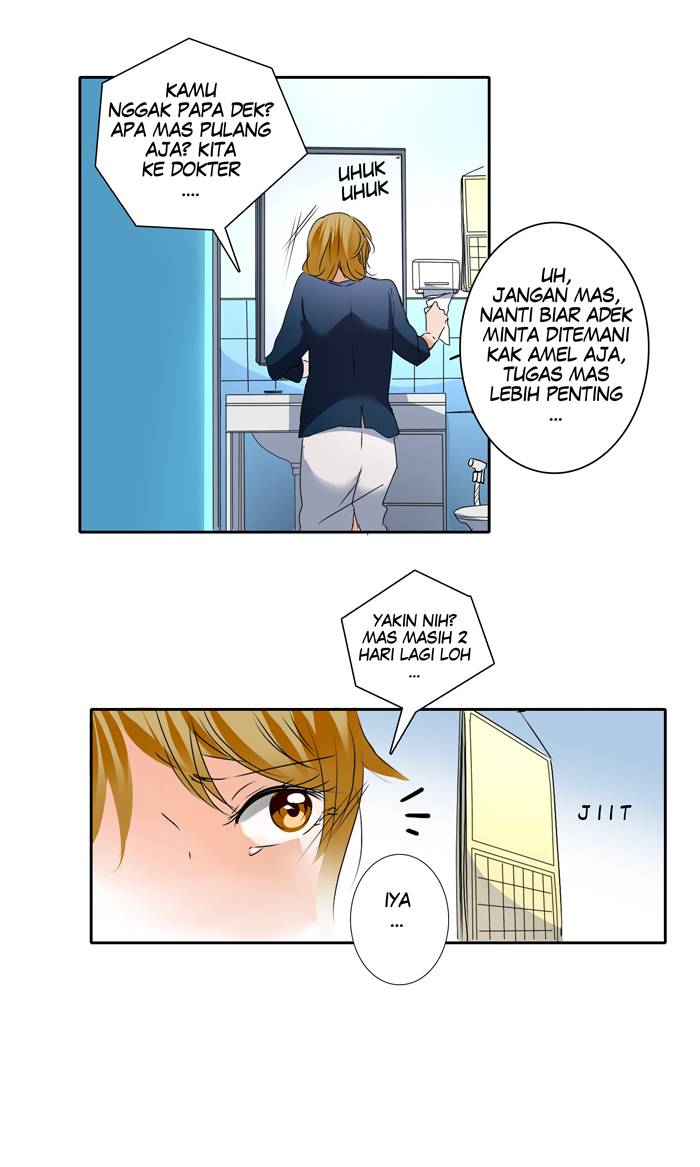 KAMU
NGGAK PAPA DEK?
APA MAS PULANG
AJA? KITA
KE DOKTER
....
UHUK
UHUK
UH,
JANGAN MAS,
NANTI BIAR ADEK
MINTA DITEMANI
KAK AMEL AJA,
TUGAS MAS
LEBIH PENTING
...
YAKIN NIH?
MAS MASIH 2
HARI LAGI LOH
...
JIIT
IYA
...